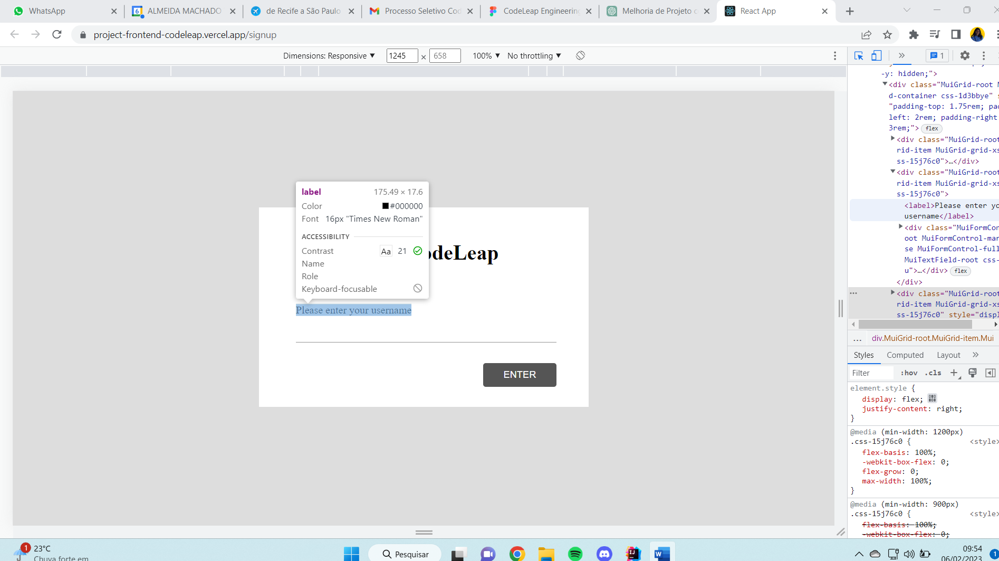 WhatsApp
ALMEIDA MACHADO
de Recife a São Paulo
Processo Seletivo Cod
CodeLeap Engineering
Melhoria de Projeto c
React App
project-frontend-codeleap.vercel.app/signup
Dimensions: Responsive ▼ 1245 × 658 100% ▼ No throttling ▼
1
-y: hidden;">
▼<div class="MuiGrid-root M
d-container css-1d3bbye" s
"padding-top: 1.75rem; pad
left: 2rem; padding-right
3rem;"> flex
▶<div class="MuiGrid-root
rid-item MuiGrid-grid-xs
ss-15j76c0">…</div>
▼<div class="MuiGrid-root
rid-item MuiGrid-grid-xs
ss-15j76c0">
<label>Please enter yo
username</label>
▶<div class="MuiFormCon
oot MuiFormControl-mar
se MuiFormControl-full
MuiTextField-root css-
u">…</div> flex
</div>
▶<div class="MuiGrid-root
rid-item MuiGrid-grid-xs
ss-15j76c0" style="displ
... div.MuiGrid-root.MuiGrid-item.Mui
Styles Computed Layout »
Filter :hov .cls +
element.style {
display: flex;
justify-content: right;
}
@media (min-width: 1200px)
.css-15j76c0 { <style>
flex-basis: 100%;
-webkit-box-flex: 0;
flex-grow: 0;
max-width: 100%;
}
@media (min-width: 900px)
.css-15j76c0 { <style>
flex-basis: 100%;
-webkit-box-flex: 0;
label 175.49 × 17.6
Color #000000
Font 16px "Times New Roman"
ACCESSIBILITY
Contrast Aa 21
Name
Role
Keyboard-focusable
odeLeap
Please enter your username
ENTER
1
23°C
Chuva forte em
Pesquisar
09:54
06/02/2023
1